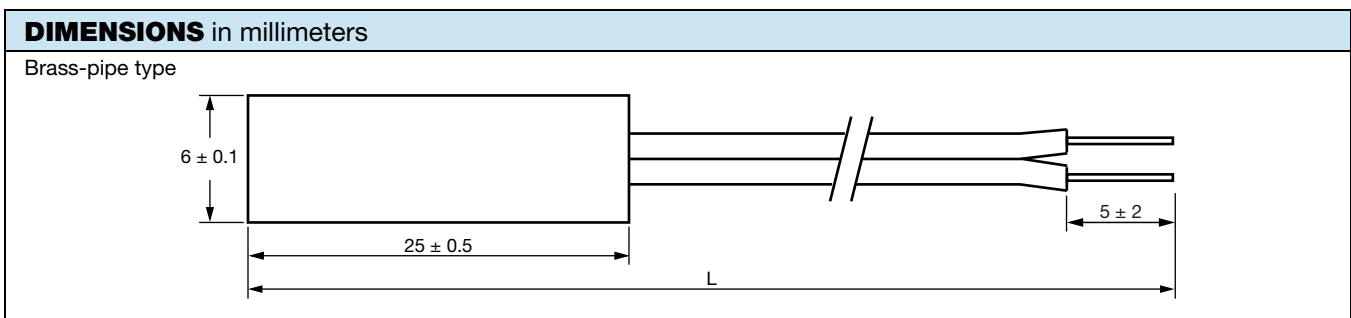 DIMENSIONS in millimeters
Brass-pipe type
6 ± 0.1
5 ± 2
25 ± 0.5
L